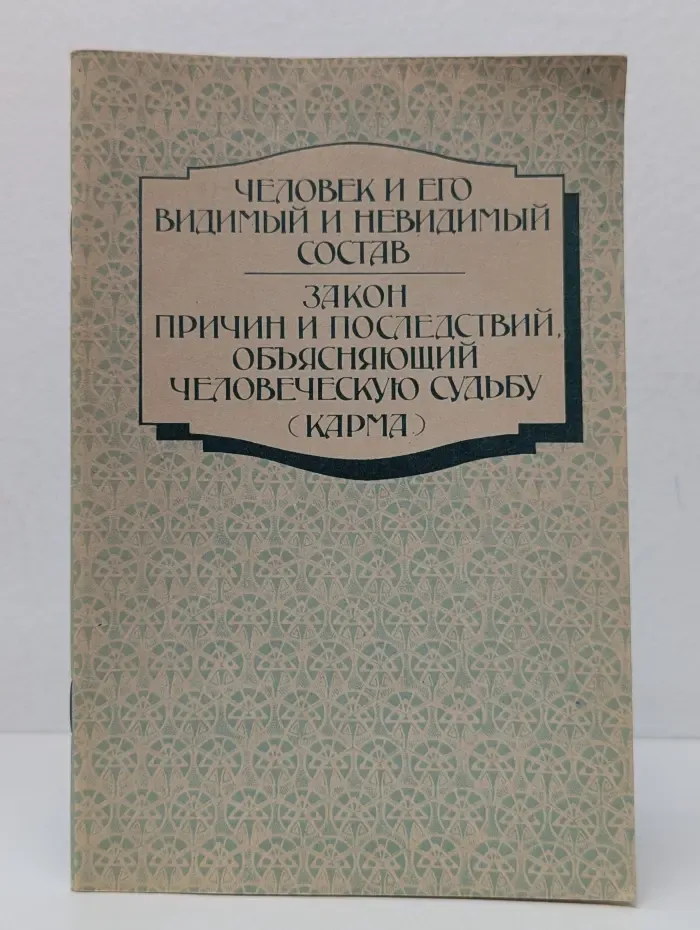 ЧЕЛОВЕК И ЕГО
ВИДИМЫЙ И НЕВИДИМЫЙ
СОСТАВ
ЗАКОН
ПРИЧИН И ПОСЛЕДСТВИЙ,
ОБЪЯСНЯЮЩИЙ
ЧЕЛОВЕЧЕСКУЮ СУДЬБУ
(КАРМА)